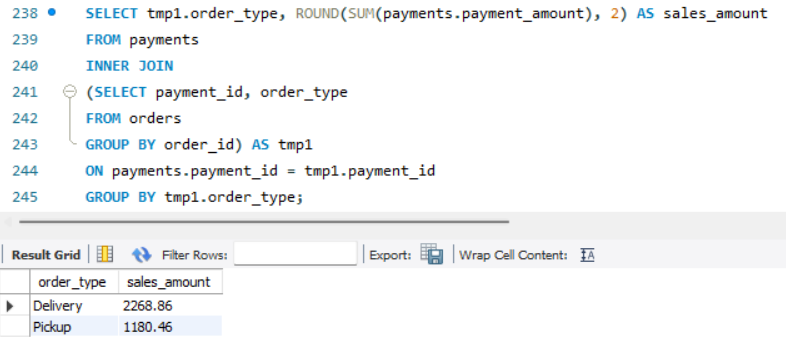 238 SELECT tmp1.order_type, ROUND(SUM(payments.payment_amount), 2) AS sales_amount
239 FROM payments
240 INNER JOIN
241 (SELECT payment_id, order_type
242 FROM orders
243 GROUP BY order_id) AS tmp1
244 ON payments.payment_id = tmp1.payment_id
245 GROUP BY tmp1.order_type;
Result Grid Filter Rows: Export: Wrap Cell Content: IA
order_type sales_amount
Delivery 2268.86
Pickup 1180.46